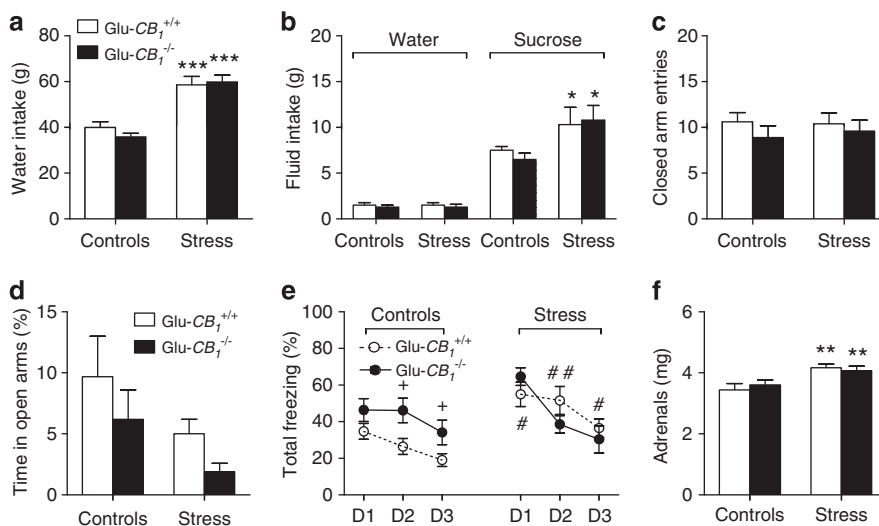 a
Glu-CB1+/+
Glu-CB1-/-
Water intake (g)
80
60
40
20
0
***
***
Controls
Stress
b
Water
Sucrose
Fluid intake (g)
20
15
10
5
0
*
*
Controls
Stress
Controls
Stress
c
Closed arm entries
20
15
10
5
0
Controls
Stress
d
Glu-CB1+/+
Glu-CB1-/-
Time in open arms (%)
15
10
5
0
Controls
Stress
e
Controls
Stress
Glu-CB1+/+
Glu-CB1-/-
Total freezing (%)
100
80
60
40
20
0
+
+
#
# #
#
D1
D2
D3
D1
D2
D3
f
Adrenals (mg)
6
4
2
0
**
**
Controls
Stress